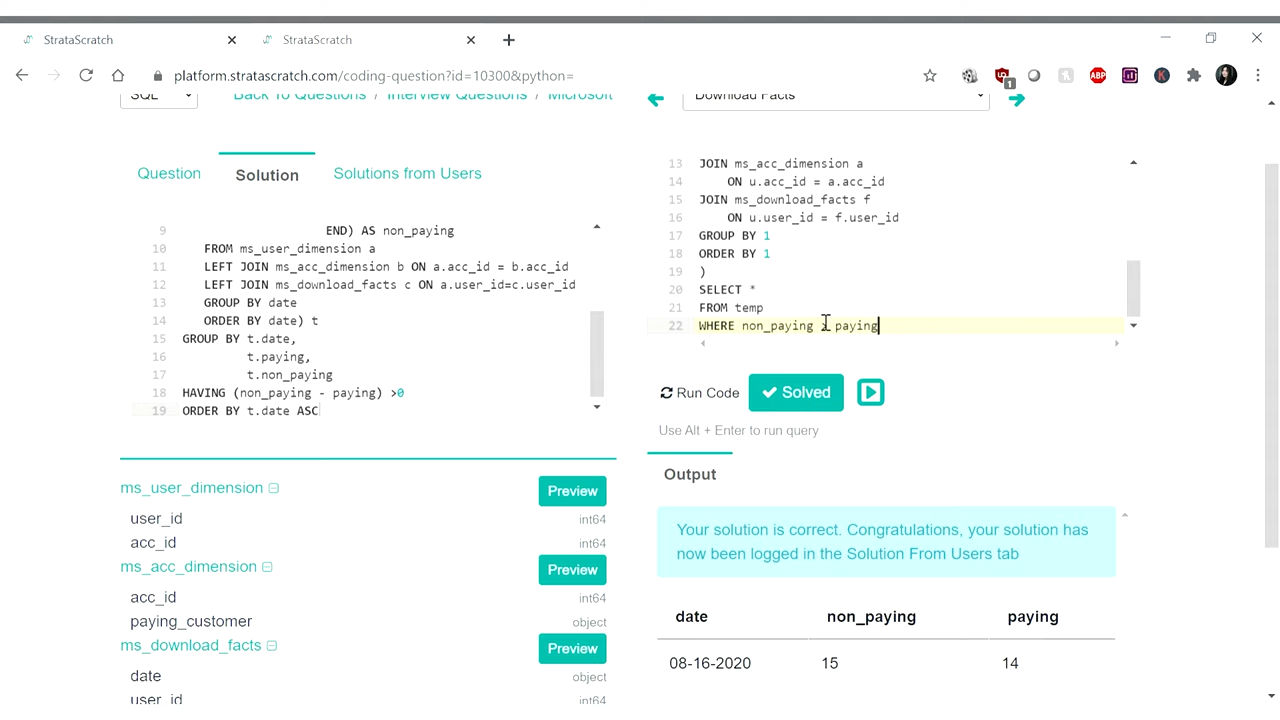 StrataScratch
StrataScratch
platform.stratascratch.com/coding-question?id=10300&python=
1
ABP
K
SQL
Back To Questions / Interview Questions / Microsoft
Download Facts
Question
Solution
Solutions from Users
9 END) AS non_paying
10 FROM ms_user_dimension a
11 LEFT JOIN ms_acc_dimension b ON a.acc_id = b.acc_id
12 LEFT JOIN ms_download_facts c ON a.user_id=c.user_id
13 GROUP BY date
14 ORDER BY date) t
15 GROUP BY t.date,
16 t.paying,
17 t.non_paying
18 HAVING (non_paying - paying) >0
19 ORDER BY t.date ASC
ms_user_dimension
Preview
user_id int64
acc_id int64
ms_acc_dimension
Preview
acc_id int64
paying_customer object
ms_download_facts
Preview
date object
user_id int64
13 JOIN ms_acc_dimension a
14 ON u.acc_id = a.acc_id
15 JOIN ms_download_facts f
16 ON u.user_id = f.user_id
17 GROUP BY 1
18 ORDER BY 1
19 )
20 SELECT *
21 FROM temp
22 WHERE non_paying > paying
Run Code
Solved
Use Alt + Enter to run query
Output
Your solution is correct. Congratulations, your solution has
now been logged in the Solution From Users tab
date non_paying paying
08-16-2020 15 14